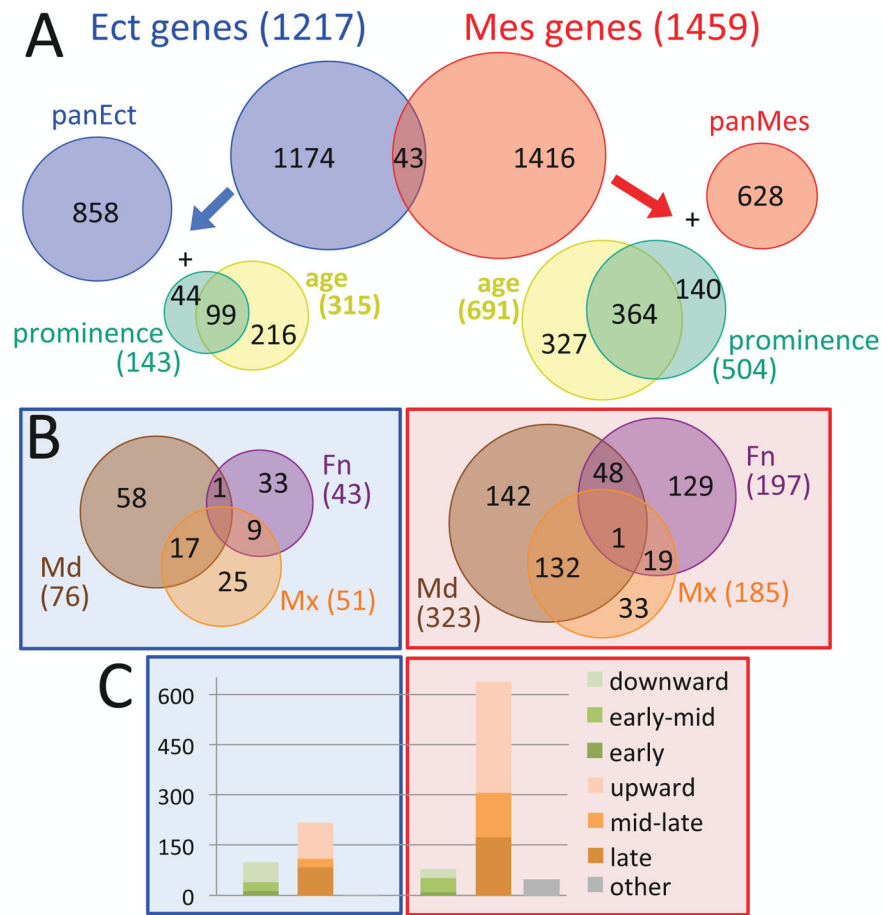 A
Ect genes (1217)
Mes genes (1459)
panEct
858
1174
43
1416
panMes
628
+
+
44
99
216
age
(315)
prominence
(143)
age
(691)
327
364
140
prominence
(504)
B
58
1
33
Fn
(43)
17
9
25
Md
(76)
Mx (51)
142
48
129
Fn
(197)
1
132
19
33
Md
(323)
Mx (185)
C
600
450
300
150
0
downward
early-mid
early
upward
mid-late
late
other